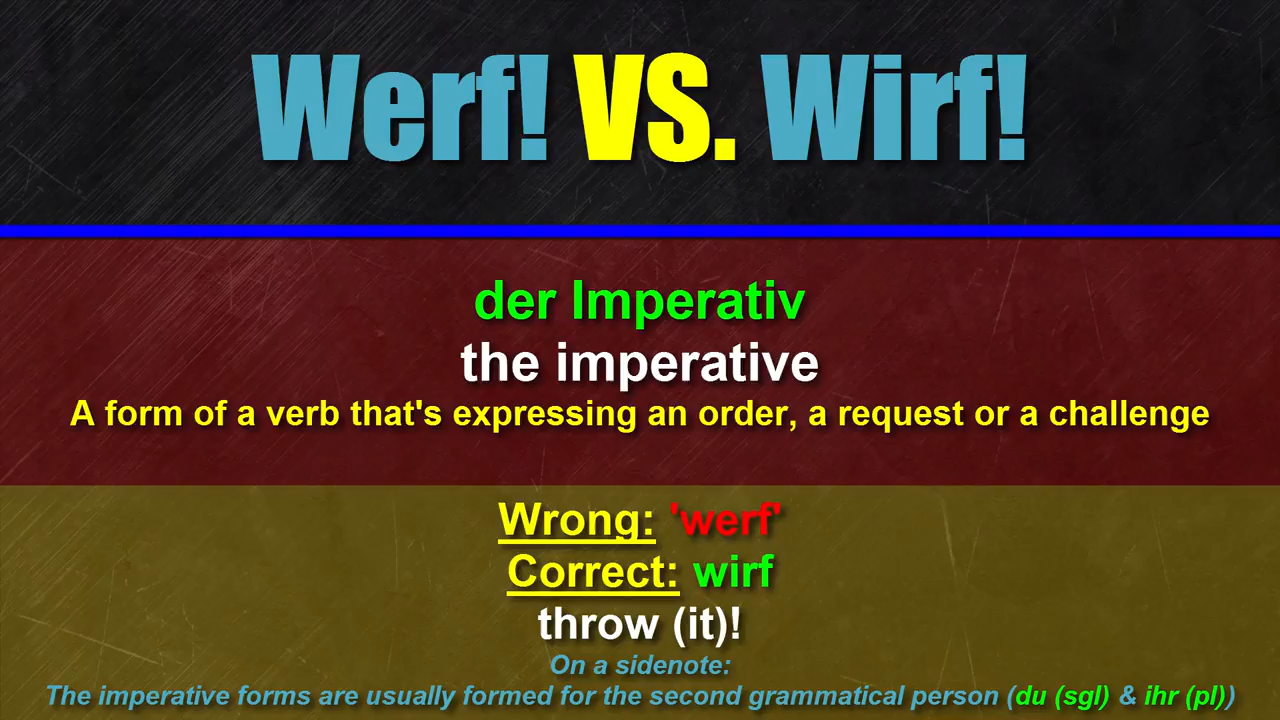 Werf! VS. Wirf!
der Imperativ
the imperative
A form of a verb that's expressing an order, a request or a challenge
Wrong: 'werf'
Correct: wirf
throw (it)!
On a sidenote:
The imperative forms are usually formed for the second grammatical person (du (sgl) & ihr (pl))